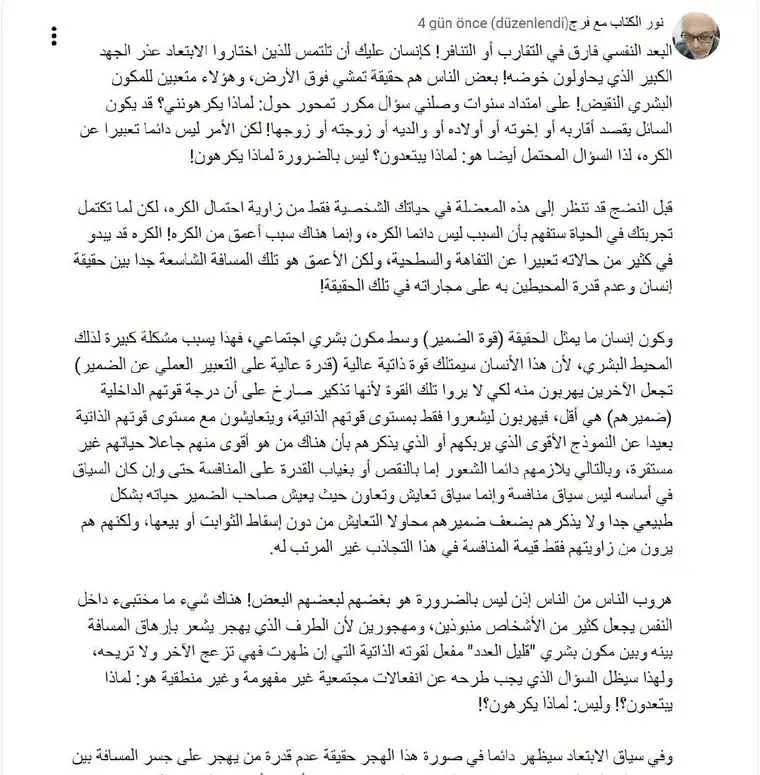 نور الكتاب مع فرج 4 gün önce (düzenlendi)
البعد النفسي فارق في التقارب أو التنافر! كإنسان عليك أن تلتمس للذين اختاروا الابتعاد عذر الجهد
الكبير الذي يحاولون خوضه! بعض الناس هم حقيقة تمشي فوق الأرض، وهؤلاء متعبين للمكون
البشري النقيض! على امتداد سنوات وصلني سؤال مكرر تمحور حول: لماذا يكرهونني؟ قد يكون
السائل يقصد أقاربه أو إخوته أو أولاده أو والديه أو زوجته أو زوجها! لكن الأمر ليس دائما تعبيرا عن
الكره، لذا السؤال المحتمل أيضا هو: لماذا يبتعدون؟ ليس بالضرورة لماذا يكرهون!
قبل النضج قد تنظر إلى هذه المعضلة في حياتك الشخصية فقط من زاوية احتمال الكره، لكن لما تكتمل
تجربتك في الحياة ستفهم بأن السبب ليس دائما الكره، وإنما هناك سبب أعمق من الكره! الكره قد يبدو
في كثير من حالاته تعبيرا عن التفاهة والسطحية، ولكن الأعمق هو تلك المسافة الشاسعة جدا بين حقيقة
إنسان وعدم قدرة المحيطين به على مجاراته في تلك الحقيقة!
وكون إنسان ما يمثل الحقيقة (قوة الضمير) وسط مكون بشري اجتماعي، فهذا يسبب مشكلة كبيرة لذلك
المحيط البشري، لأن هذا الأنسان سيمتلك قوة ذاتية عالية (قدرة عالية على التعبير العملي عن الضمير)
تجعل الآخرين يهربون منه لكي لا يروا تلك القوة لأنها تذكير صارخ على أن درجة قوتهم الداخلية
(ضميرهم) هي أقل، فيهربون ليشعروا فقط بمستوى قوتهم الذاتية، ويتعايشون مع مستوى قوتهم الذاتية
بعيدا عن النموذج الأقوى الذي يربكهم أو الذي يذكرهم بأن هناك من هو أقوى منهم جاعلا حياتهم غير
مستقرة، وبالتالي يلازمهم دائما الشعور إما بالنقص أو بغياب القدرة على المنافسة حتى وإن كان السياق
في أساسه ليس سياق منافسة وإنما سياق تعايش وتعاون حيث يعيش صاحب الضمير حياته بشكل
طبيعي جدا ولا يذكرهم بضعف ضميرهم محاولا التعايش من دون إسقاط الثوابت أو بيعها، ولكنهم هم
يرون من زاويتهم فقط قيمة المنافسة في هذا التجاذب غير المرتب له.
هروب الناس من الناس إذن ليس بالضرورة هو بغضهم لبعضهم البعض! هناك شيء ما مختبىء داخل
النفس يجعل كثير من الأشخاص منبوذين، ومهجورين لأن الطرف الذي يهجر يشعر بإرهاق المسافة
بينه وبين مكون بشري "قليل العدد" مفعل لقوته الذاتية التي إن ظهرت فهي تزعج الآخر ولا تريحه،
ولهذا سيظل السؤال الذي يجب طرحه عن انفعالات مجتمعية غير مفهومة وغير منطقية هو: لماذا
يبتعدون؟! وليس: لماذا يكرهون؟!
وفي سياق الابتعاد سيظهر دائما في صورة هذا الهجر حقيقة عدم قدرة من يهجر على جسر المسافة بين